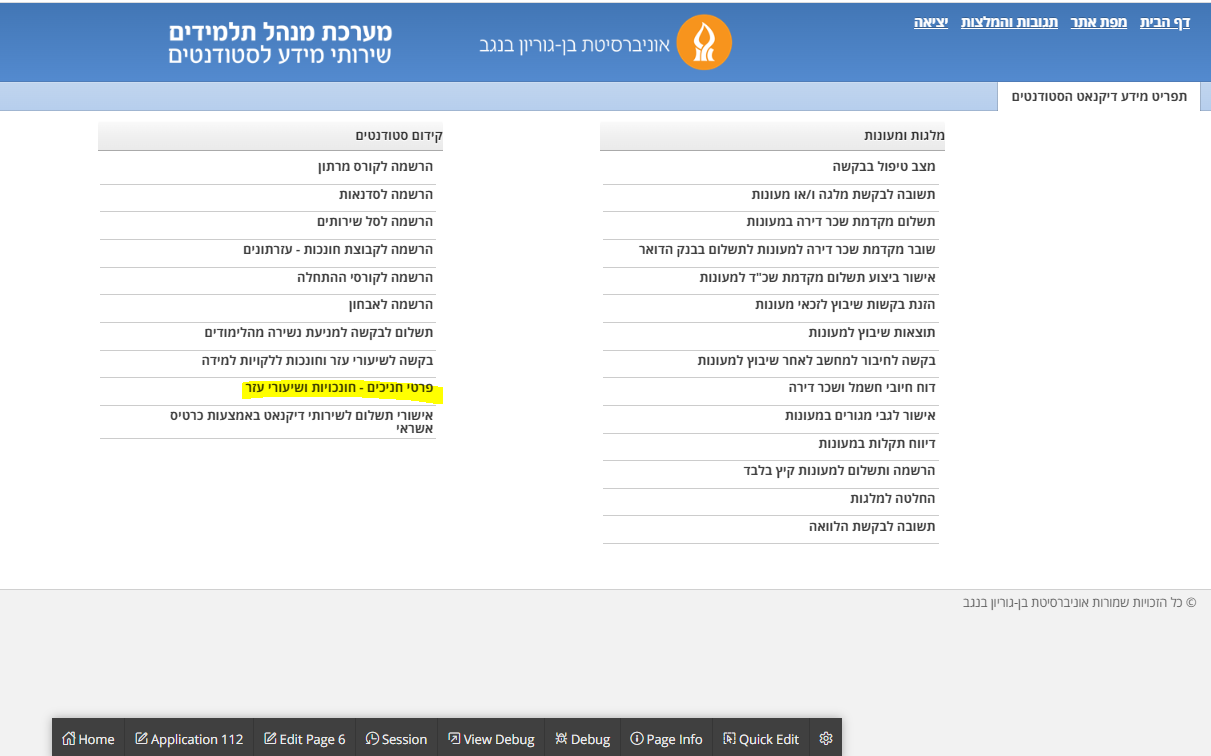 דף הבית מפת אתר תגובות והמלצות יציאה
אוניברסיטת בן-גוריון בנגב
מערכת מנהל תלמידים
שירותי מידע לסטודנטים
תפריט מידע דיקנאט הסטודנטים
מלגות ומעונות
מצב טיפול בבקשה
תשובה לבקשת מלגה ו/או מעונות
תשלום מקדמת שכר דירה במעונות
שובר מקדמת שכר דירה למעונות לתשלום בבנק הדואר
אישור ביצוע תשלום מקדמת שכ"ד למעונות
הזנת בקשות שיבוץ לזכאי מעונות
תוצאות שיבוץ למעונות
בקשה לחיבור למחשב לאחר שיבוץ למעונות
דוח חיובי חשמל ושכר דירה
אישור לגבי מגורים במעונות
דיווח תקלות במעונות
הרשמה ותשלום למעונות קיץ בלבד
החלטה למלגות
תשובה לבקשת הלוואה
קידום סטודנטים
הרשמה לקורס מרתון
הרשמה לסדנאות
הרשמה לסל שירותים
הרשמה לקבוצת חונכות - עזרתונים
הרשמה לקורסי ההתחלה
הרשמה לאבחון
תשלום לבקשה למניעת נשירה מהלימודים
בקשה לשיעורי עזר וחונכות ללקויות למידה
פרטי חניכים - חונכויות ושיעורי עזר
אישורי תשלום לשירותי דיקנאט באמצעות כרטיס
אשראי
© כל הזכויות שמורות אוניברסיטת בן-גוריון בנגב
Home Application 112 Edit Page 6 Session View Debug Debug Page Info Quick Edit